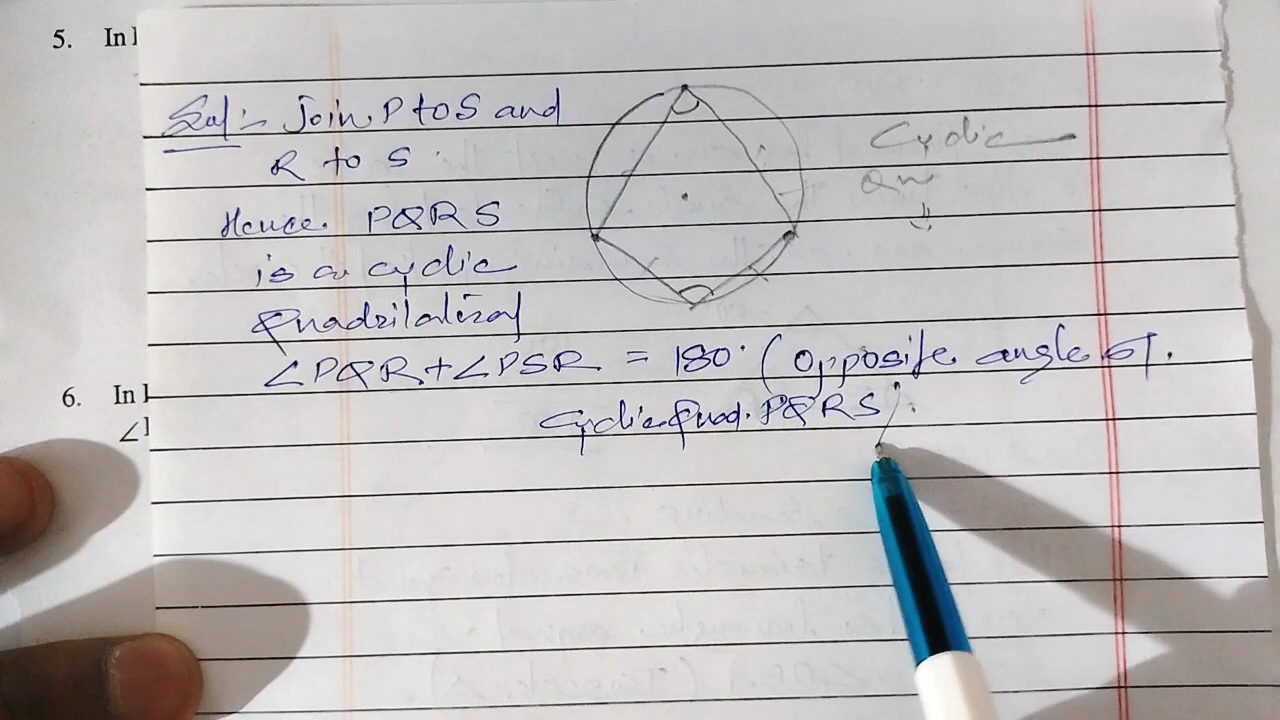 5. In
Sol:- Join P to S and
R to S.
Cyclic
Hence. PQRS
is a cyclic
Quadrilateral
∠PQR + ∠PSR = 180° (Opposite angle of.
6. In
Cyclic Quad. PQRS).
∠